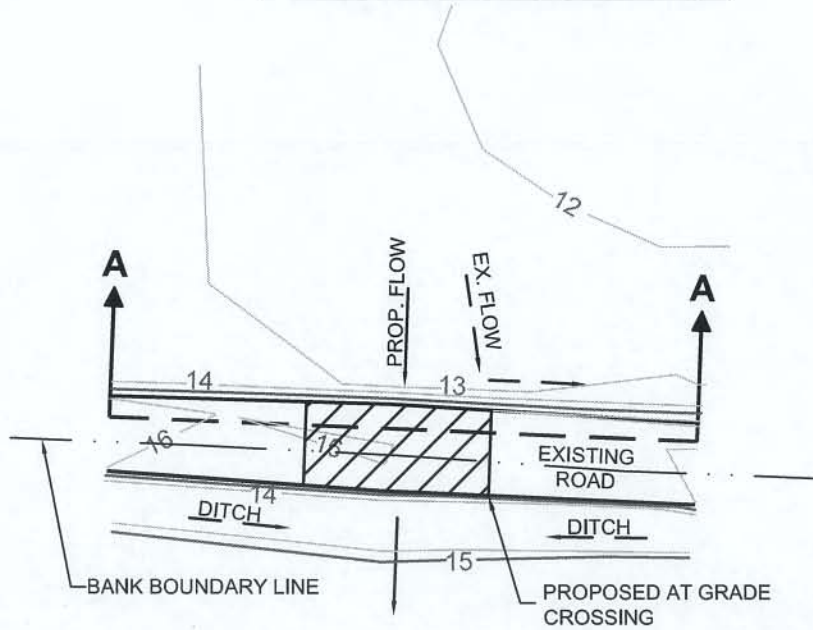 12
A
A
PROP. FLOW
EX. FLOW
14
13
16
16
EXISTING
ROAD
14
DITCH
DITCH
15
BANK BOUNDARY LINE
PROPOSED AT GRADE
CROSSING